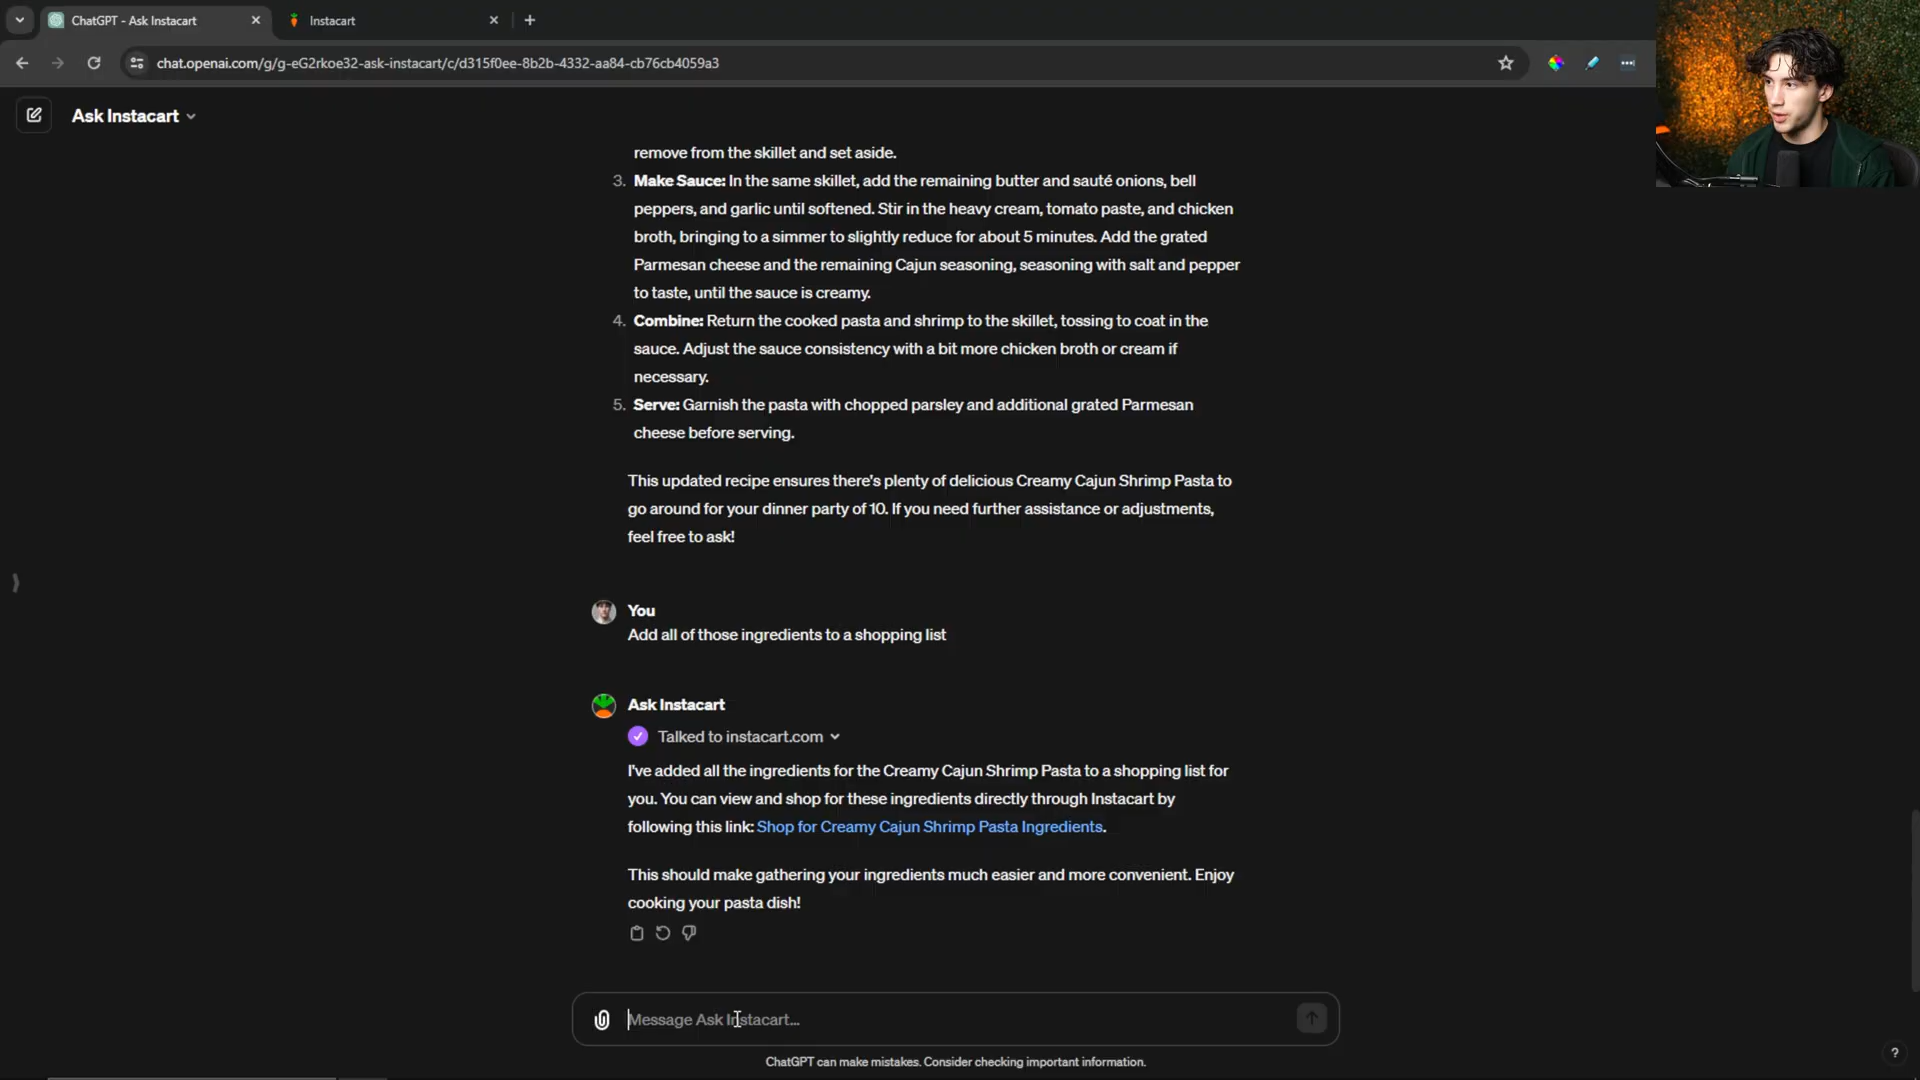 ChatGPT - Ask Instacart
Instacart
chat.openai.com/g/g-eG2rkoe32-ask-instacart/c/d315f0ee-8b2b-4332-aa84-cb76cb4059a3
Ask Instacart
remove from the skillet and set aside.
3. Make Sauce: In the same skillet, add the remaining butter and sauté onions, bell
peppers, and garlic until softened. Stir in the heavy cream, tomato paste, and chicken
broth, bringing to a simmer to slightly reduce for about 5 minutes. Add the grated
Parmesan cheese and the remaining Cajun seasoning, seasoning with salt and pepper
to taste, until the sauce is creamy.
4. Combine: Return the cooked pasta and shrimp to the skillet, tossing to coat in the
sauce. Adjust the sauce consistency with a bit more chicken broth or cream if
necessary.
5. Serve: Garnish the pasta with chopped parsley and additional grated Parmesan
cheese before serving.
This updated recipe ensures there's plenty of delicious Creamy Cajun Shrimp Pasta to
go around for your dinner party of 10. If you need further assistance or adjustments,
feel free to ask!
You
Add all of those ingredients to a shopping list
Ask Instacart
Talked to instacart.com
I've added all the ingredients for the Creamy Cajun Shrimp Pasta to a shopping list for
you. You can view and shop for these ingredients directly through Instacart by
following this link: Shop for Creamy Cajun Shrimp Pasta Ingredients.
This should make gathering your ingredients much easier and more convenient. Enjoy
cooking your pasta dish!
Message Ask Instacart...
ChatGPT can make mistakes. Consider checking important information.
?